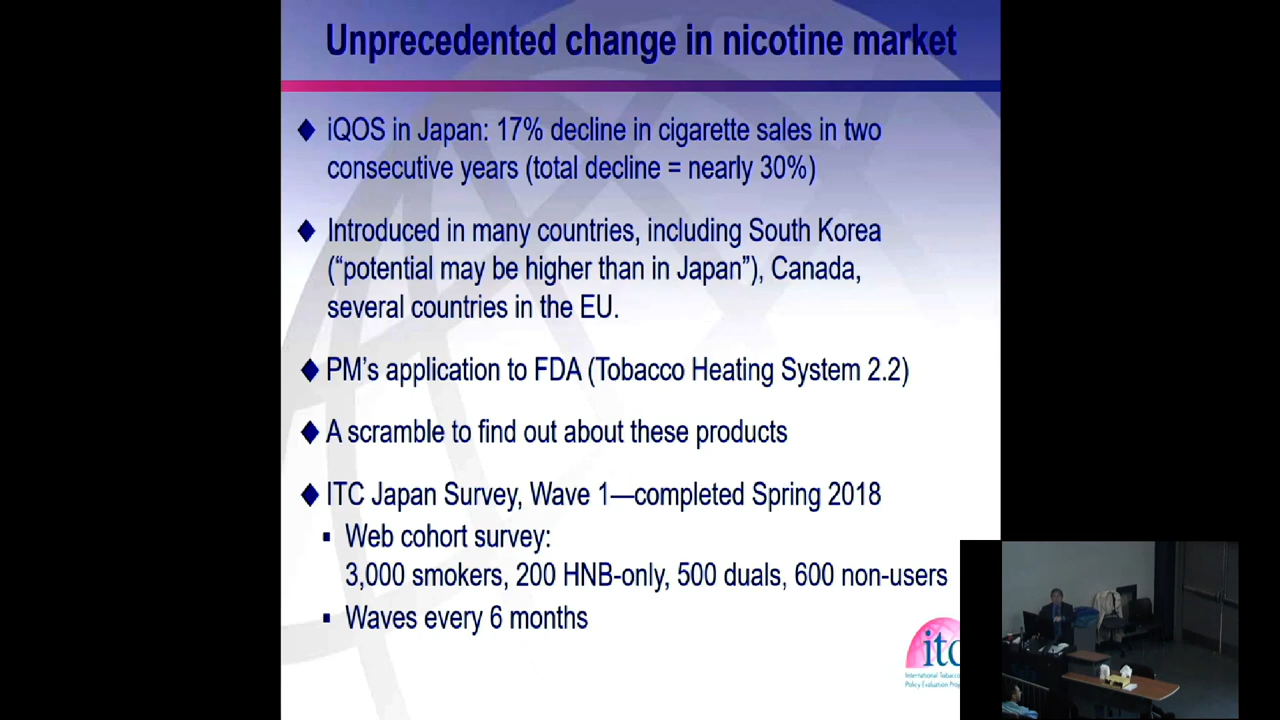 Unprecedented change in nicotine market
iQOS in Japan: 17% decline in cigarette sales in two
consecutive years (total decline = nearly 30%)
Introduced in many countries, including South Korea
(“potential may be higher than in Japan”), Canada,
several countries in the EU.
PM’s application to FDA (Tobacco Heating System 2.2)
A scramble to find out about these products
ITC Japan Survey, Wave 1—completed Spring 2018
Web cohort survey:
3,000 smokers, 200 HNB-only, 500 duals, 600 non-users
Waves every 6 months
itc
International Tobacco
Policy Evaluation